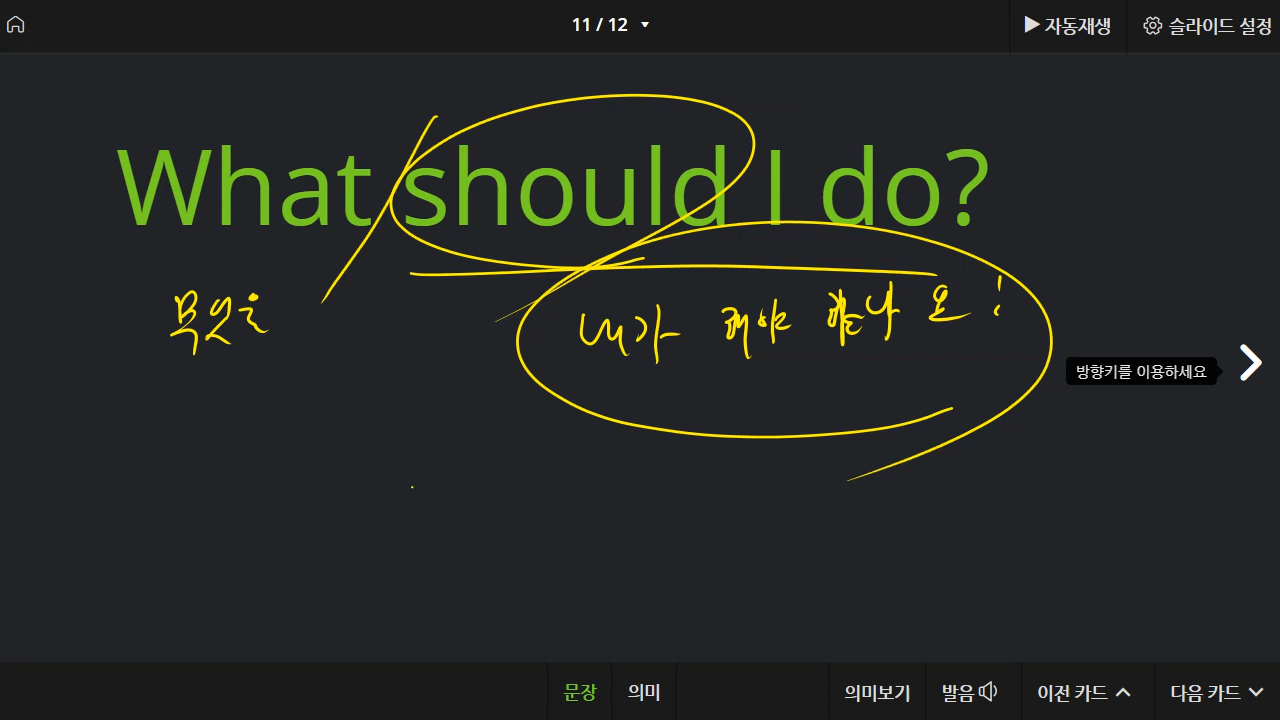 11 / 12
자동재생
슬라이드 설정
What should I do?
무엇을
내가 해야 할까요?
방향키를 이용하세요
문장
의미
의미보기
발음
이전 카드
다음 카드